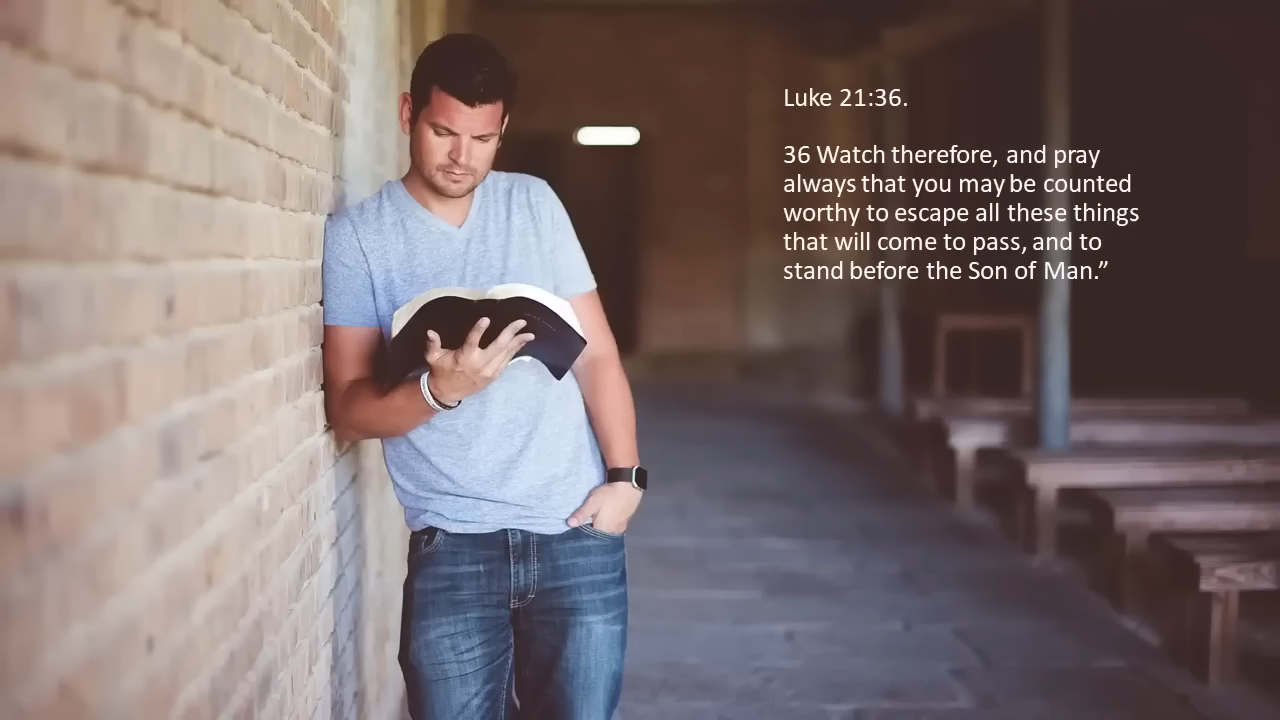 Luke 21:36.
36 Watch therefore, and pray
always that you may be counted
worthy to escape all these things
that will come to pass, and to
stand before the Son of Man.”